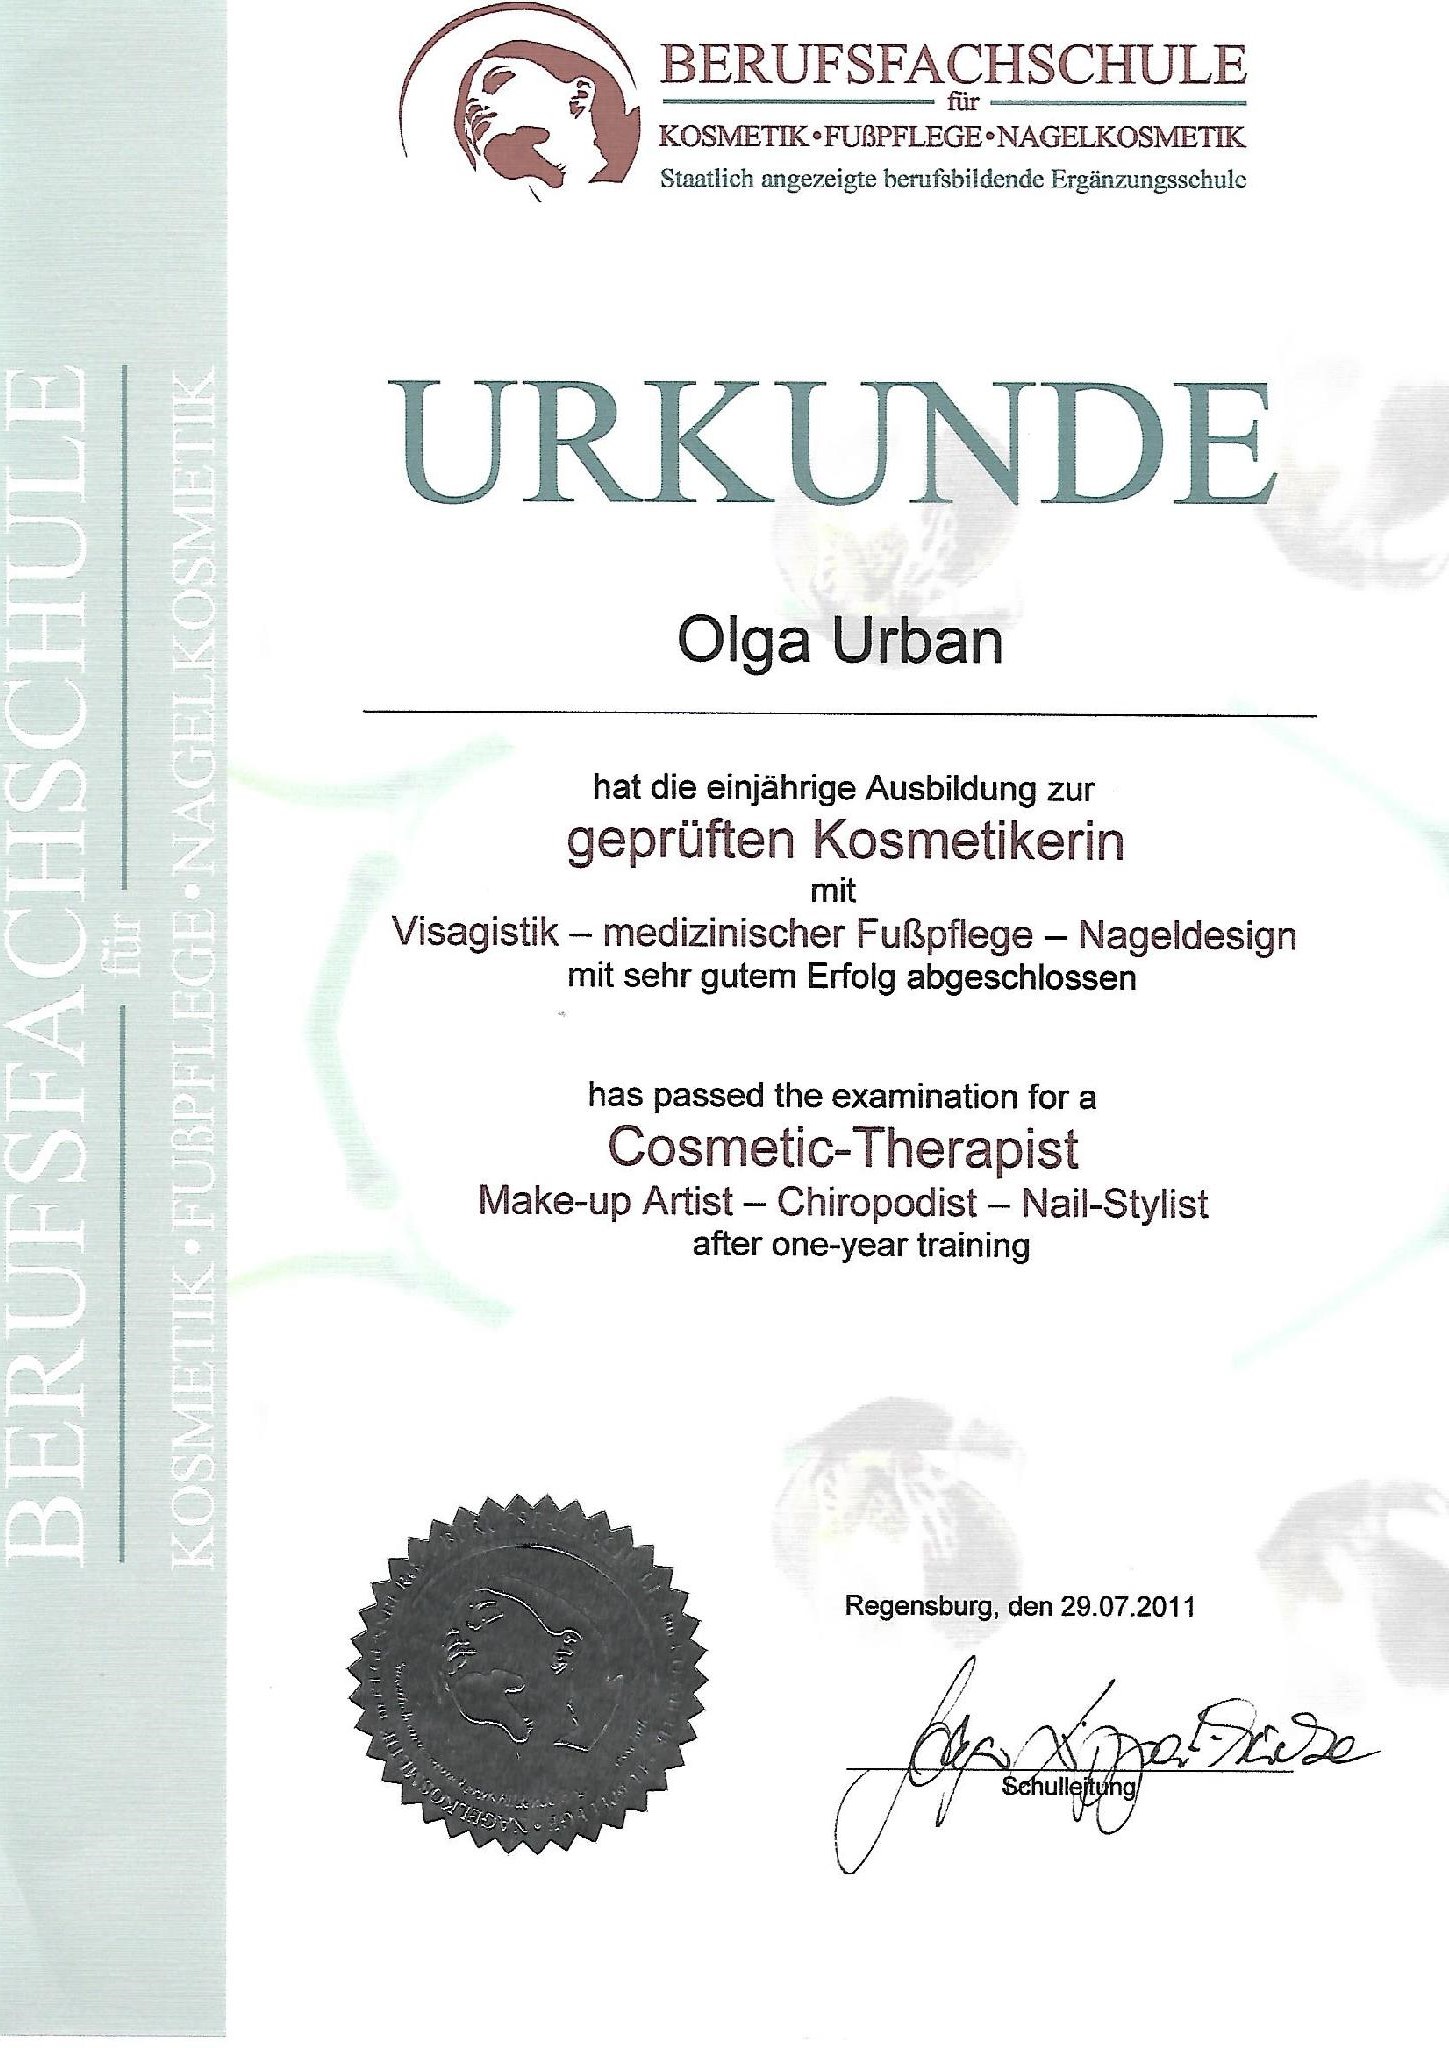 BERUFSFACHSCHULE
für
KOSMETIK•FUßPFLEGE•NAGELKOSMETIK
Staatlich angezeigte berufsbildende Ergänzungsschule
BERUFSFACHSCHULE
für
KOSMETIK•FUßPFLEGE•NAGELKOSMETIK
URKUNDE
Olga Urban
hat die einjährige Ausbildung zur
geprüften Kosmetikerin
mit
Visagistik – medizinischer Fußpflege – Nageldesign
mit sehr gutem Erfolg abgeschlossen
has passed the examination for a
Cosmetic-Therapist
Make-up Artist – Chiropodist – Nail-Stylist
after one-year training
Regensburg, den 29.07.2011
Schulleitung
NAGELKOSMETIK